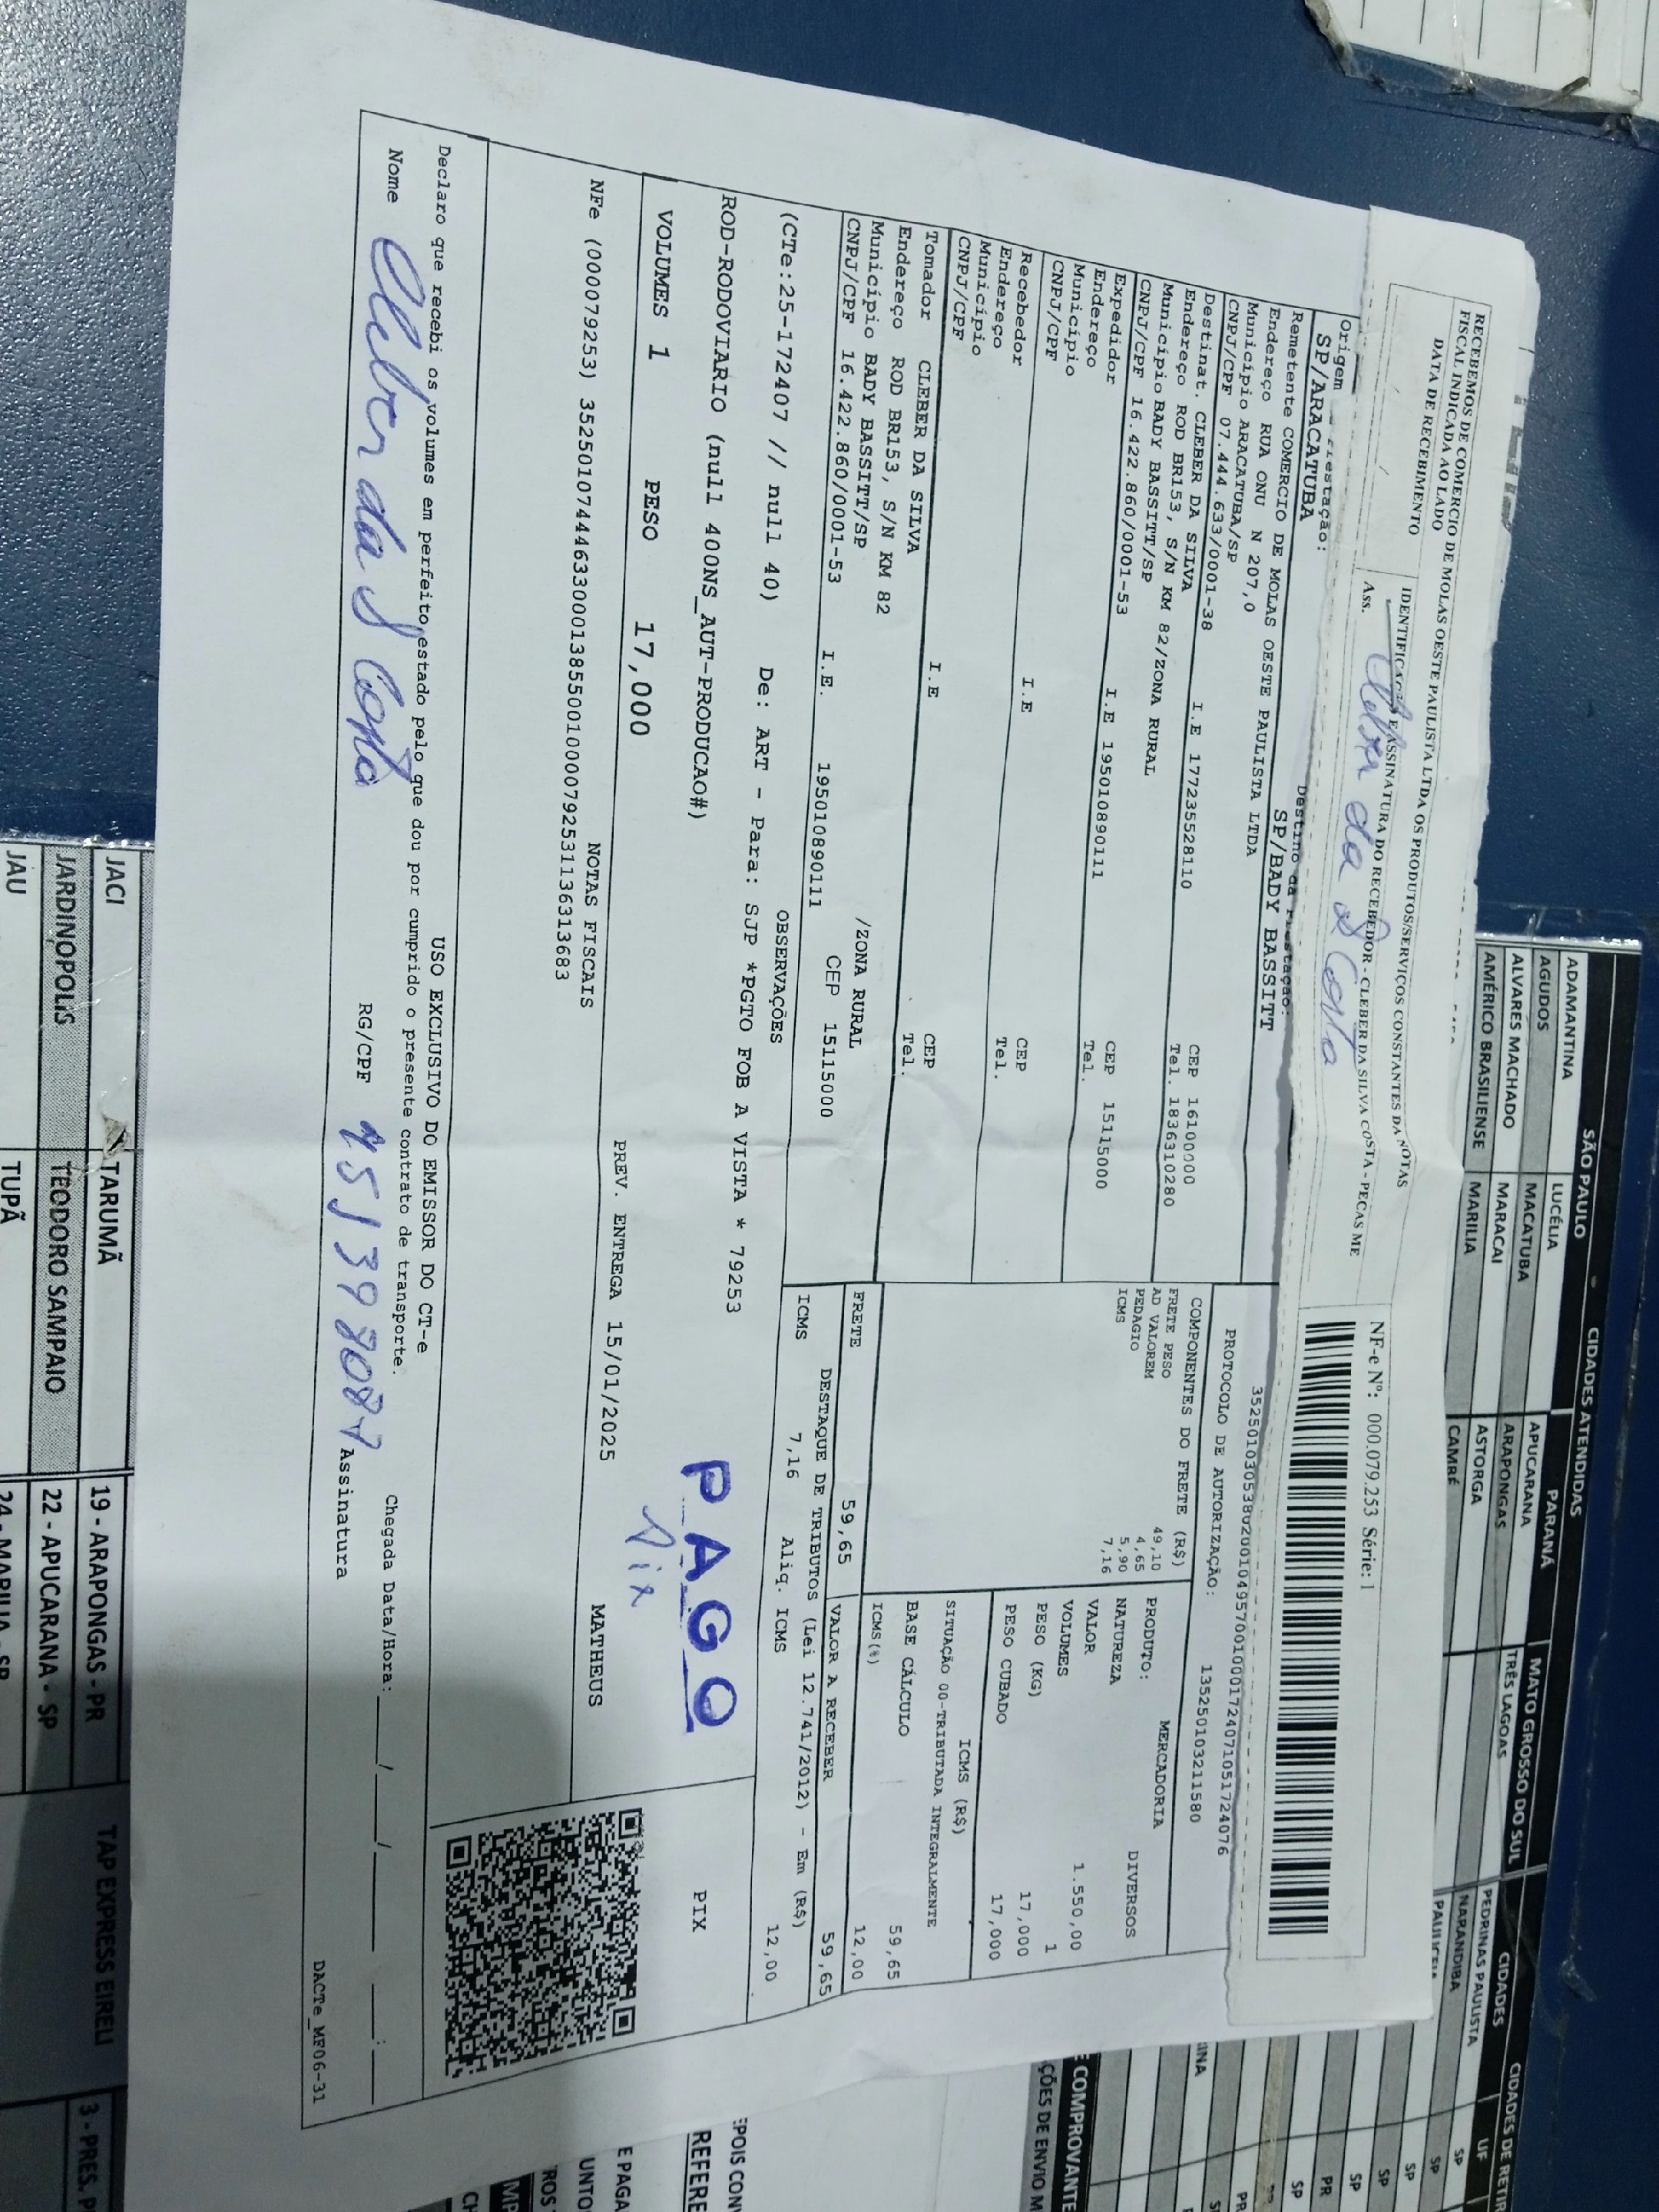 RECEBEMOS DE COMERCIO DE MOLAS OESTE PAULISTA LTDA OS PRODUTOS/SERVIÇOS CONSTANTES DA NOTAS
FISCAL INDICADA AO LADO
DATA DE RECEBIMENTO
IDENTIFICAÇÃO E ASSINATURA DO RECEBEDOR - CLEBER DA SILVA COSTA - PECAS ME
Ass. Cleber da S Costa
NF-e Nº: 000.079.253 Série: 1
Origem
SP/ARACATUBA
SP/BADY BASSITT
Remetente COMERCIO DE MOLAS OESTE PAULISTA LTDA
Endereço RUA ONU N 207,0
Município ARACATUBA/SP CEP 16100000
CNPJ/CPF 07.444.633/0001-38 I.E 177235528110 Tel. 1836310280
Destinat. CLEBER DA SILVA
Endereço ROD BR153, S/N KM 82/ZONA RURAL
Município BADY BASSITT/SP CEP 15115000
CNPJ/CPF 16.422.860/0001-53 I.E 195010890111 Tel.
Expedidor
Endereço
Município CEP
CNPJ/CPF I.E Tel.
Recebedor
Endereço
Município CEP
CNPJ/CPF I.E Tel.
Tomador CLEBER DA SILVA
Endereço ROD BR153, S/N KM 82 /ZONA RURAL
Município BADY BASSITT/SP
CNPJ/CPF 16.422.860/0001-53 I.E. 195010890111 CEP 15115000
PROTOCOLO DE AUTORIZAÇÃO: 135250103211580
COMPONENTES DO FRETE (R$)
FRETE PESO 49,10
AD VALOREM 4,65
PEDAGIO 5,90
ICMS 7,16
MERCADORIA
PRODUTO:
NATUREZA DIVERSOS
VALOR 1.550,00
VOLUMES 1
PESO (KG) 17,000
PESO CUBADO 17,000
ICMS (R$)
SITUAÇÃO 00-TRIBUTADA INTEGRALMENTE
BASE CÁLCULO 59,65
ICMS(%) 12,00
FRETE 59,65 VALOR A RECEBER 59,65
DESTAQUE DE TRIBUTOS (Lei 12.741/2012) - Em (R$)
ICMS 7,16 Aliq. ICMS 12,00
OBSERVAÇÕES
(CTe:25-172407 // null 40) De: ART - Para: SJP *PGTO FOB A VISTA * 79253
ROD-RODOVIARIO (null 400NS_AUT-PRODUCAO#)
PAGO
Pix
PIX
VOLUMES 1 PESO 17,000 PREV. ENTREGA 15/01/2025 MATHEUS
NOTAS FISCAIS
NFe (000079253) 35250107444633000138550010000792531136313683
USO EXCLUSIVO DO EMISSOR DO CT-e
Declaro que recebi os volumes em perfeito estado pelo que dou por cumprido o presente contrato de transporte.
Chegada Data/Hora: ___/___/___ ___:___
Nome Cleber da S Costa RG/CPF Assinatura
DACTe_MF06-31
SÃO PAULO - CIDADES ATENDIDAS
PARANÁ
MATO GROSSO DO SUL
ADAMANTINA LUCÉLIA APUCARANA TRÊS LAGOAS
AGUDOS MACATUBA ARAPONGAS
ALVARES MACHADO MARACAI ASTORGA
AMÉRICO BRASILIENSE MARILIA CAMBÉ
CIDADES UF
PEDRINAS PAULISTA SP
NARANDIBA
JACI TARUMÃ 19 - ARAPONGAS - PR
JARDINOPOLIS TEODORO SAMPAIO 22 - APUCARANA - SP
JAU TUPÃ
TAP EXPRESS EIRELI